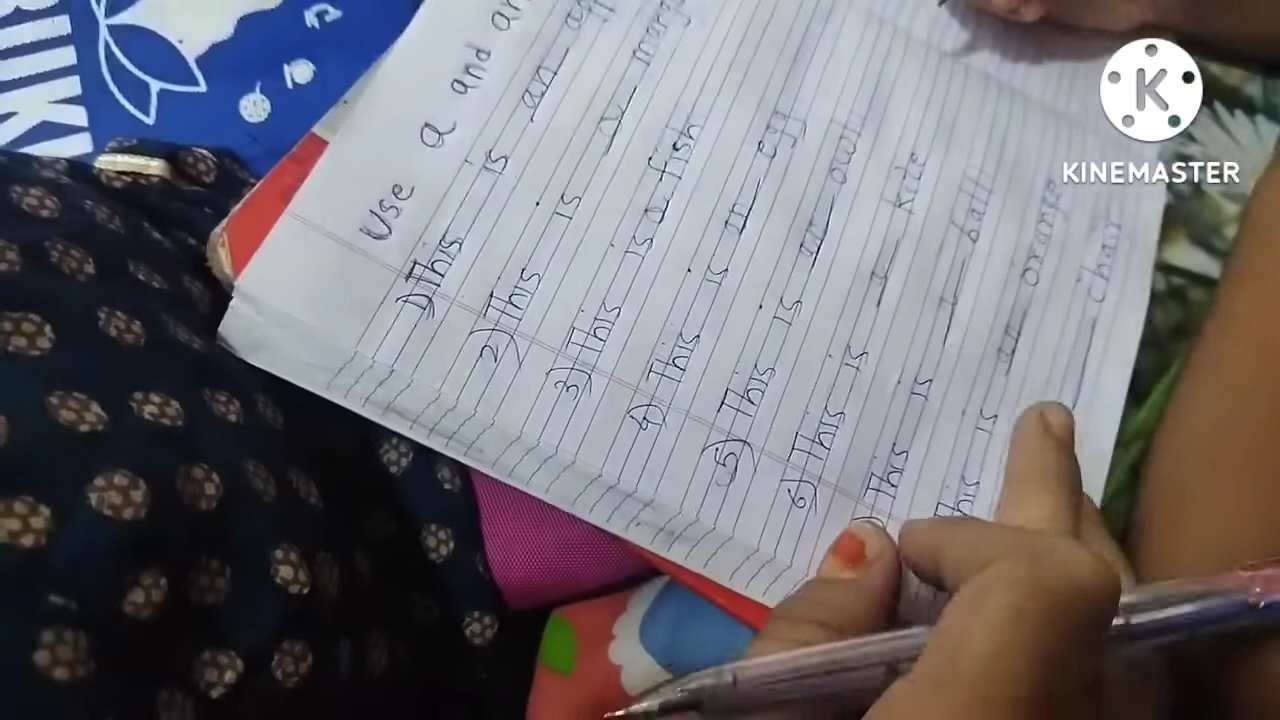 use a and an
1) This is an
2) This is
3) This is a fish
4) This is an egg
5) This is an owl
6) This is a kite
This is a ball
This is an orange
chair
KINEMASTER